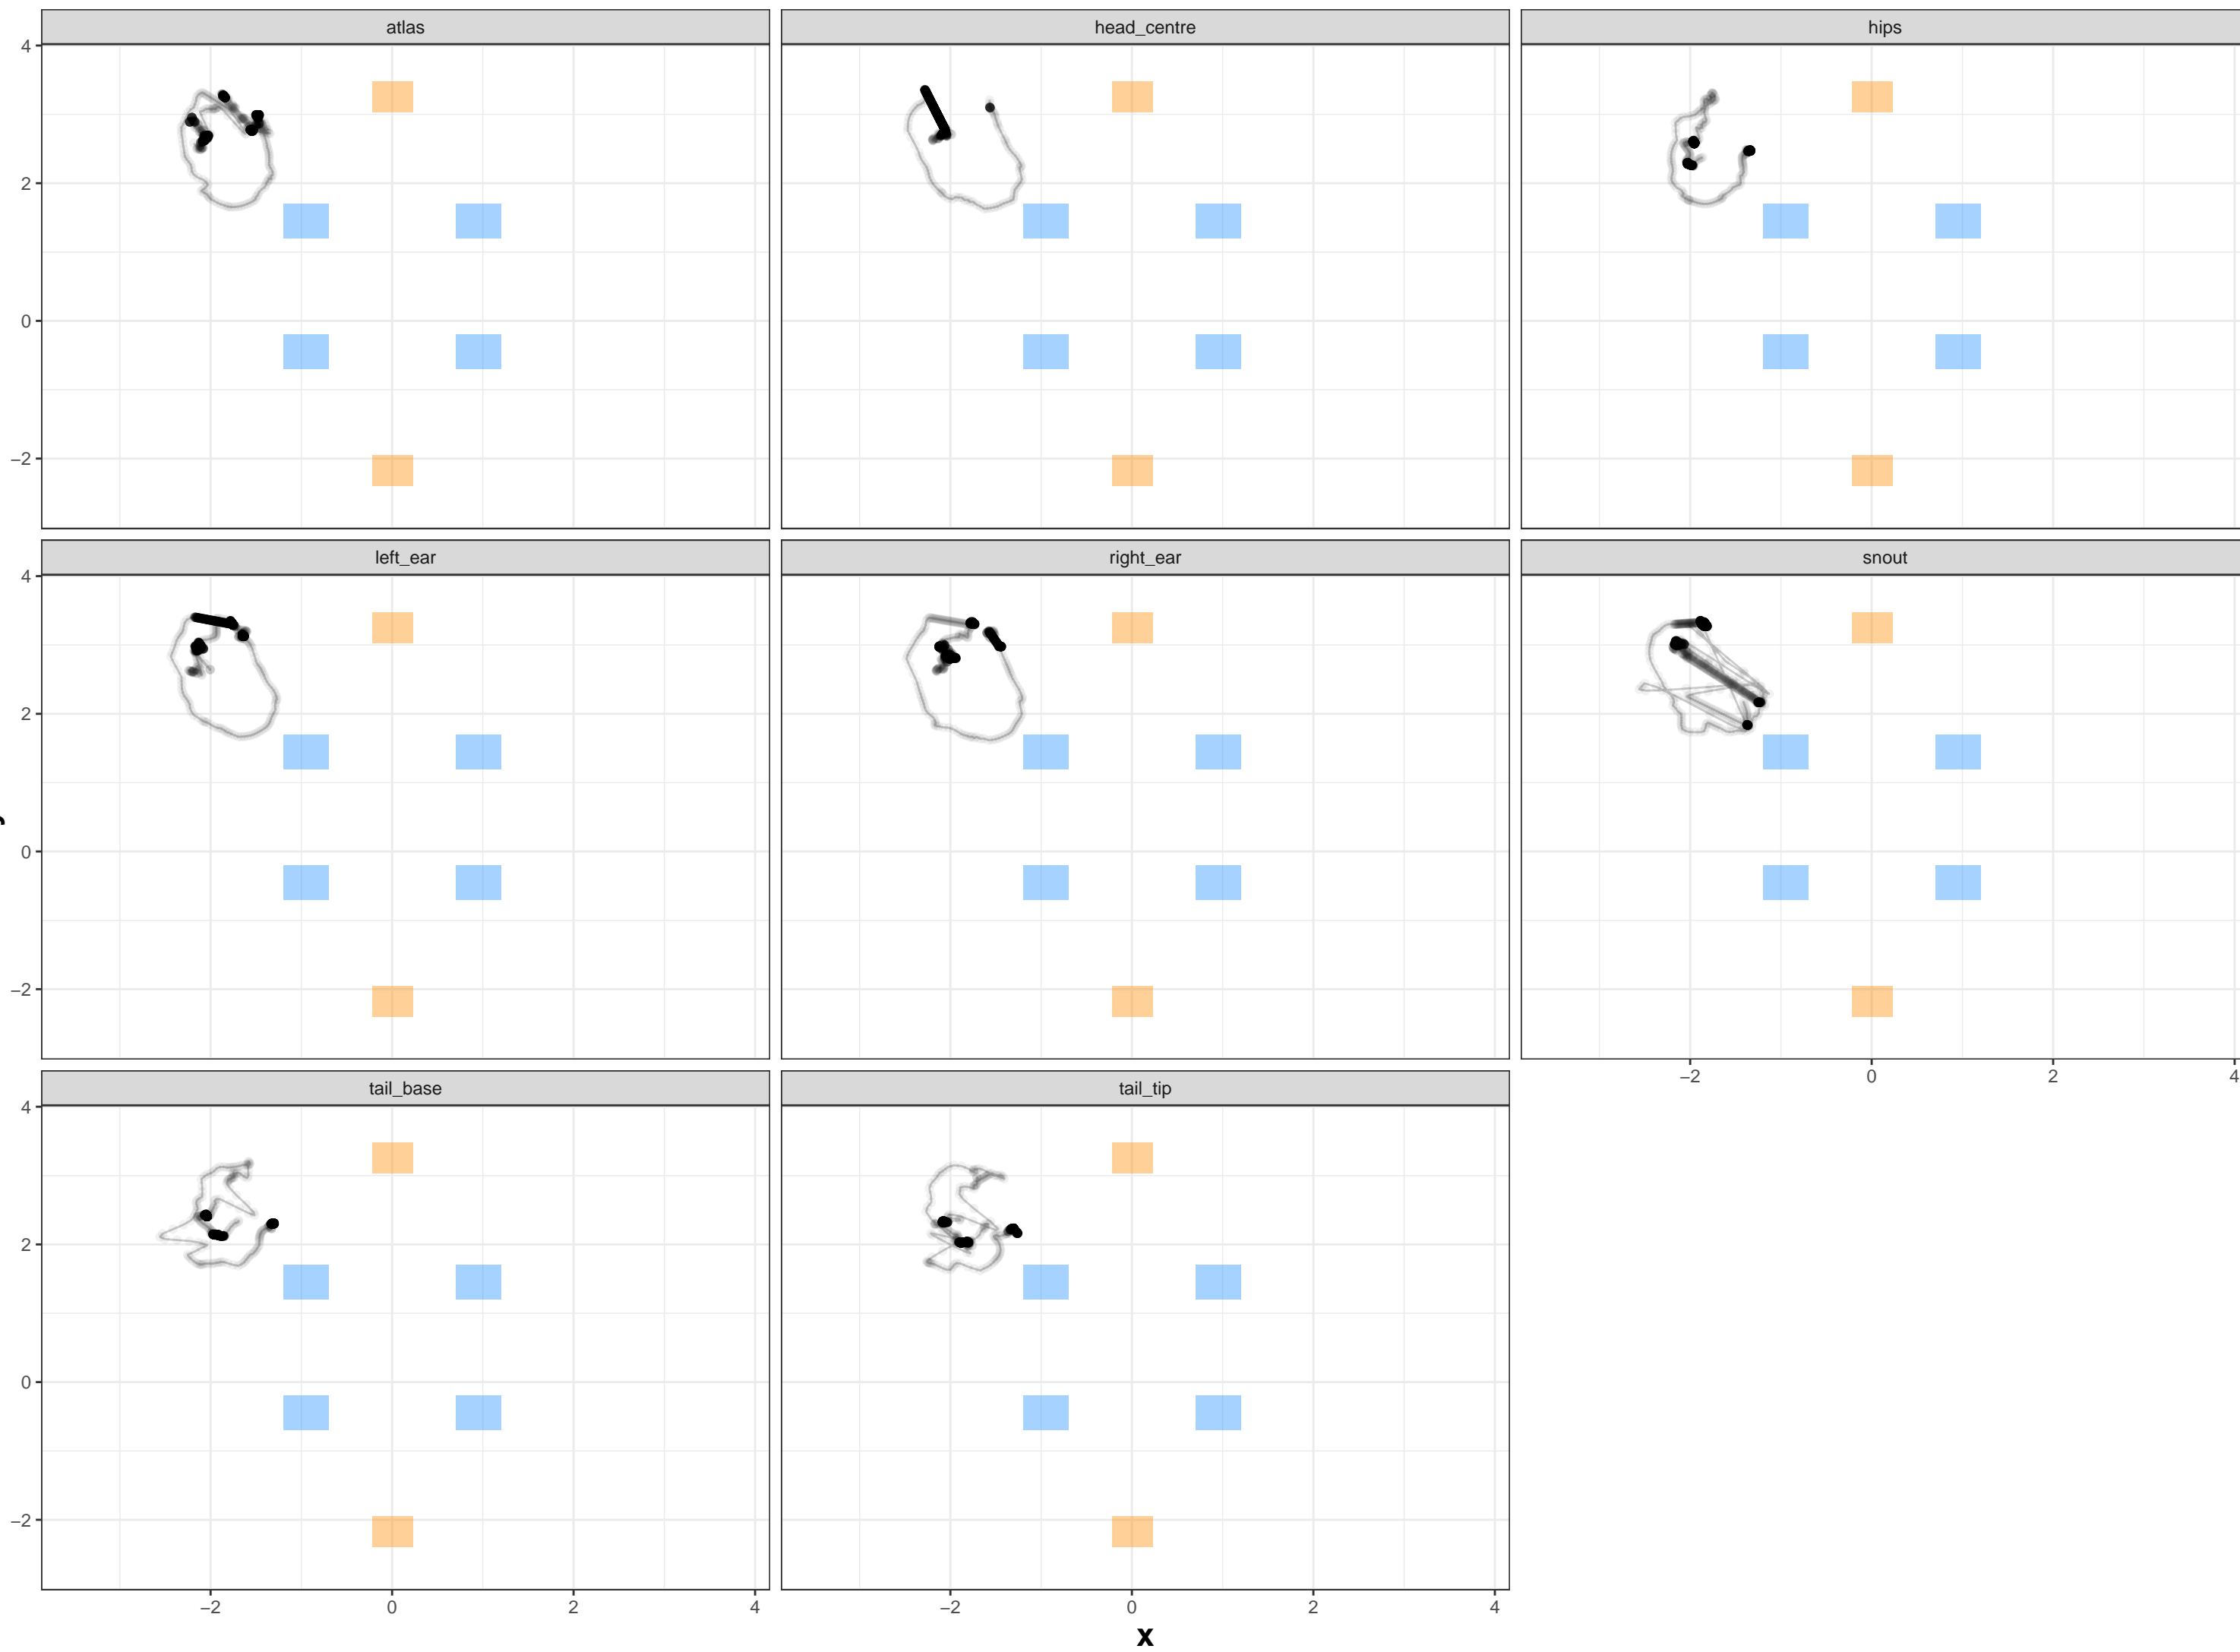 atlas head_centre hips
4
2
0
−2
left_ear right_ear snout
4
2
0
−2
−2 0 2 4
tail_base tail_tip
4
2
0
−2
−2 0 2 4 −2 0 2 4
x